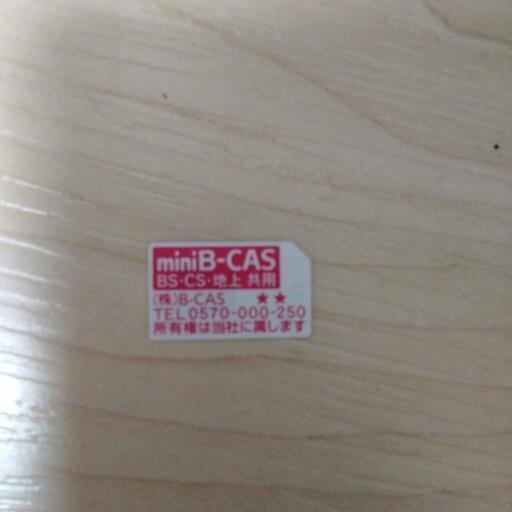 miniB-CAS
BS・CS・地上 共用
(株)B-CAS ★★
TEL 0570-000-250
所有権は当社に属します